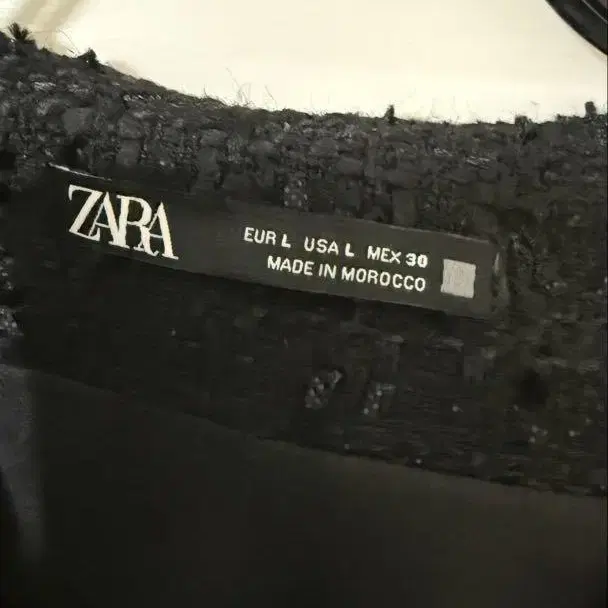 ZARA
EUR L USA L MEX 30
MADE IN MOROCCO